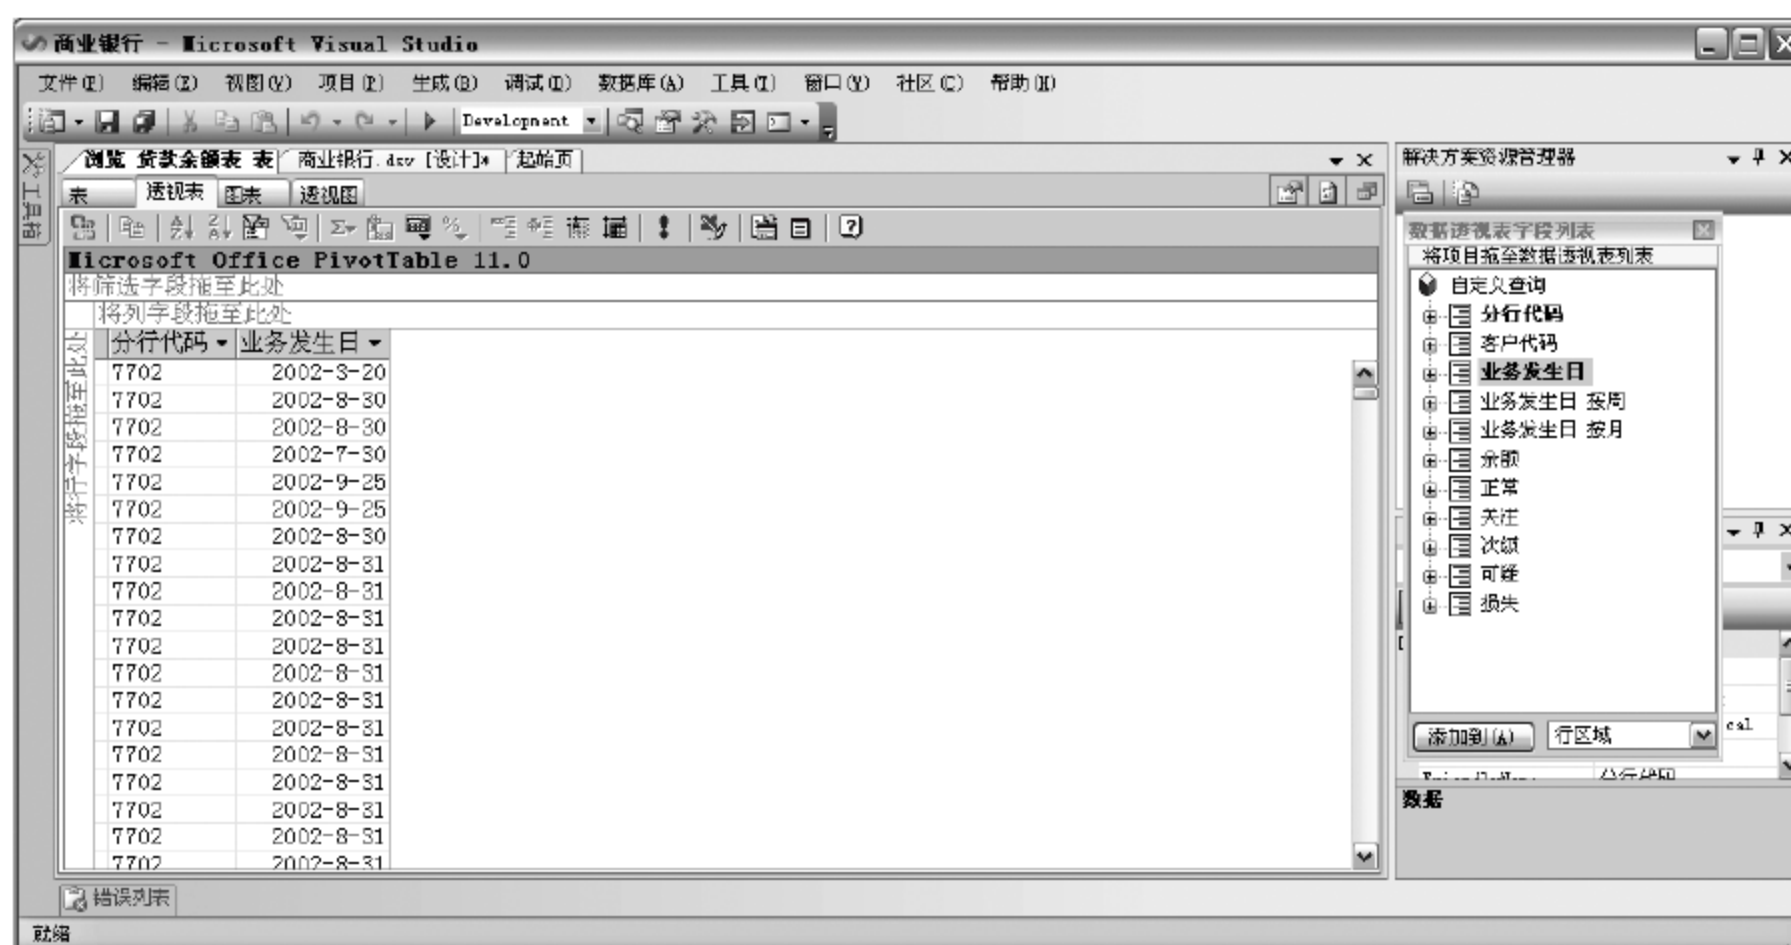 商业银行 - Microsoft Visual Studio
文件(F) 编辑(E) 视图(V) 项目(P) 生成(B) 调试(D) 数据库(A) 工具(T) 窗口(W) 社区(C) 帮助(H)
Development
工具箱
浏览 贷款余额表 表 商业银行.dsv [设计]* 起始页
表 透视表 图表 透视图
Microsoft Office PivotTable 11.0
将筛选字段拖至此处
将列字段拖至此处
将行字段拖至此处
分行代码 业务发生日
7702 2002-3-20
7702 2002-8-30
7702 2002-8-30
7702 2002-7-30
7702 2002-9-25
7702 2002-9-25
7702 2002-8-30
7702 2002-8-31
7702 2002-8-31
7702 2002-8-31
7702 2002-8-31
7702 2002-8-31
7702 2002-8-31
7702 2002-8-31
7702 2002-8-31
7702 2002-8-31
7702 2002-8-31
7702 2002-8-31
7702 2002-8-31
解决方案资源管理器
数据透视表字段列表
将项目拖至数据透视表列表
自定义查询
分行代码
客户代码
业务发生日
业务发生日 按周
业务发生日 按月
余额
正常
关注
次级
可疑
损失
添加到(A) 行区域
cal
分行代码
数据
错误列表
就绪